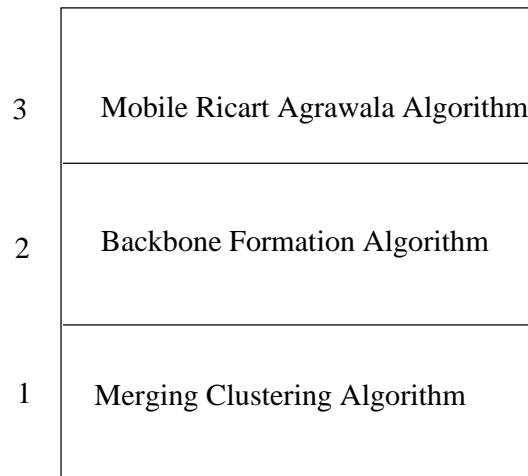 3 Mobile Ricart Agrawala Algorithm
2 Backbone Formation Algorithm
1 Merging Clustering Algorithm